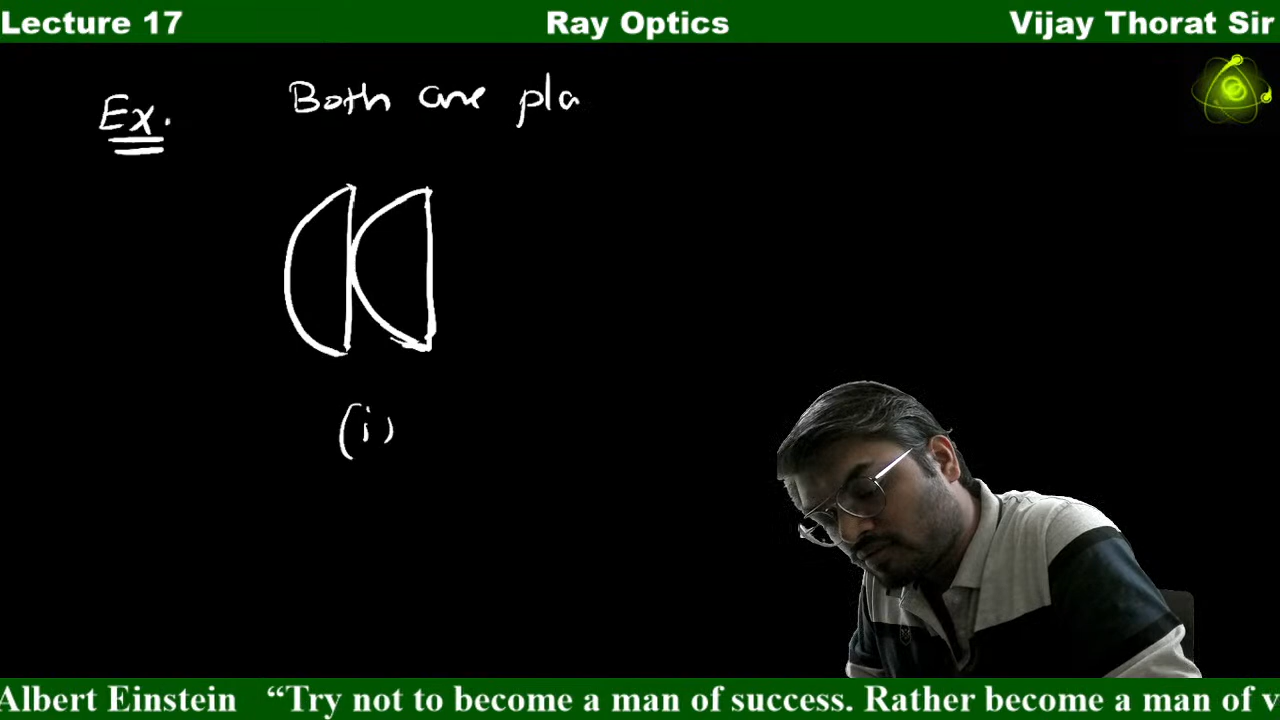 Lecture 17 Ray Optics Vijay Thorat Sir
Ex. Both are pla
(i)
Albert Einstein “Try not to become a man of success. Rather become a man of v